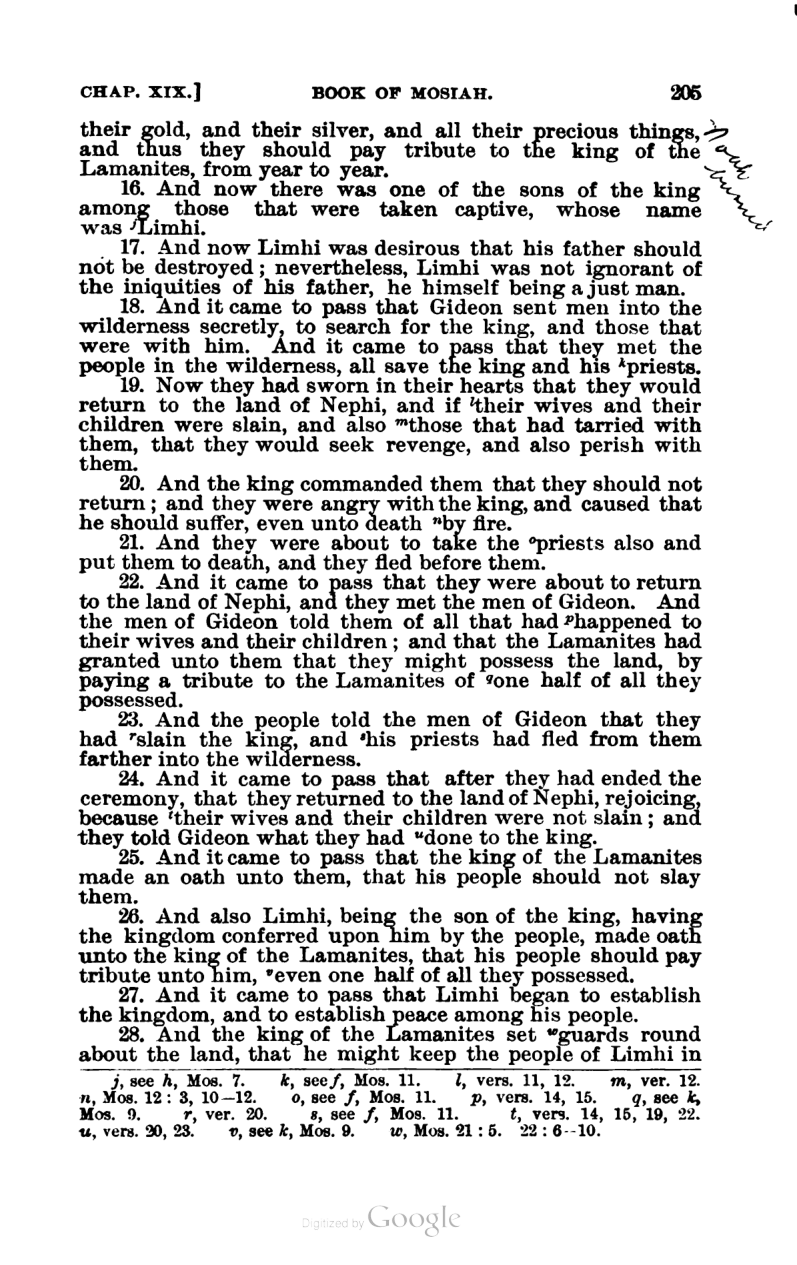 CHAP. XIX.] BOOK OF MOSIAH. 205
their gold, and their silver, and all their precious things,
and thus they should pay tribute to the king of the
Lamanites, from year to year.
16. And now there was one of the sons of the king
among those that were taken captive, whose name
was jLimhi.
17. And now Limhi was desirous that his father should
not be destroyed; nevertheless, Limhi was not ignorant of
the iniquities of his father, he himself being a just man.
18. And it came to pass that Gideon sent men into the
wilderness secretly, to search for the king, and those that
were with him. And it came to pass that they met the
people in the wilderness, all save the king and his kpriests.
19. Now they had sworn in their hearts that they would
return to the land of Nephi, and if ltheir wives and their
children were slain, and also mthose that had tarried with
them, that they would seek revenge, and also perish with
them.
20. And the king commanded them that they should not
return; and they were angry with the king, and caused that
he should suffer, even unto death nby fire.
21. And they were about to take the opriests also and
put them to death, and they fled before them.
22. And it came to pass that they were about to return
to the land of Nephi, and they met the men of Gideon. And
the men of Gideon told them of all that had phappened to
their wives and their children; and that the Lamanites had
granted unto them that they might possess the land, by
paying a tribute to the Lamanites of qone half of all they
possessed.
23. And the people told the men of Gideon that they
had rslain the king, and shis priests had fled from them
farther into the wilderness.
24. And it came to pass that after they had ended the
ceremony, that they returned to the land of Nephi, rejoicing,
because ttheir wives and their children were not slain; and
they told Gideon what they had udone to the king.
25. And it came to pass that the king of the Lamanites
made an oath unto them, that his people should not slay
them.
26. And also Limhi, being the son of the king, having
the kingdom conferred upon him by the people, made oath
unto the king of the Lamanites, that his people should pay
tribute unto him, veven one half of all they possessed.
27. And it came to pass that Limhi began to establish
the kingdom, and to establish peace among his people.
28. And the king of the Lamanites set wguards round
about the land, that he might keep the people of Limhi in
j, see h, Mos. 7. k, see f, Mos. 11. l, vers. 11, 12. m, ver. 12.
n, Mos. 12 : 3, 10—12. o, see f, Mos. 11. p, vers. 14, 15. q, see k,
Mos. 9. r, ver. 20. s, see f, Mos. 11. t, vers. 14, 15, 19, 22.
u, vers. 20, 23. v, see k, Mos. 9. w, Mos. 21 : 5. 22 : 6--10.
Digitized by Google